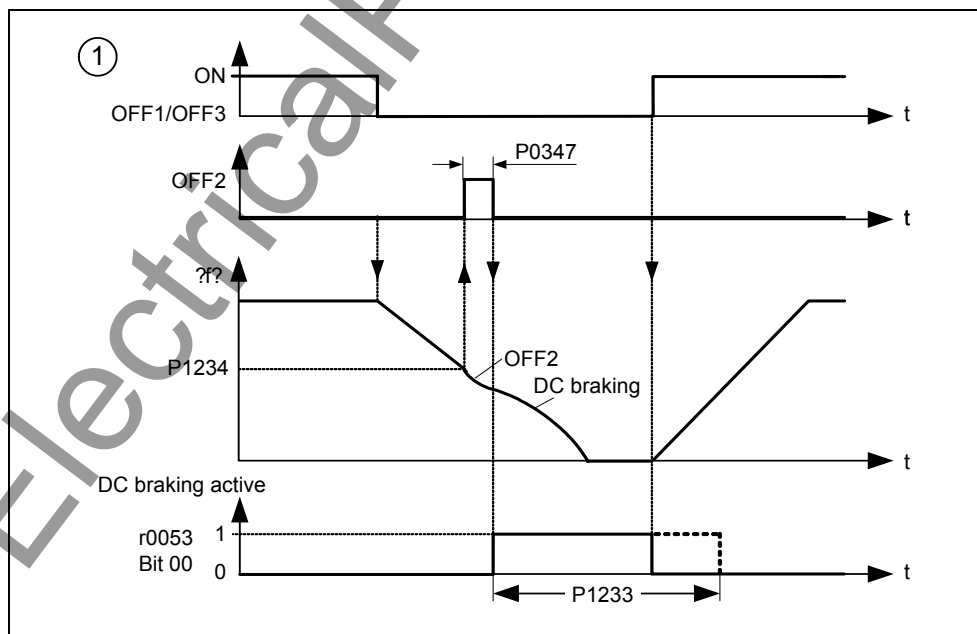 1
ON
OFF1/OFF3
t
P0347
OFF2
t
?f?
P1234
OFF2
DC braking
t
DC braking active
r0053
Bit 00
1
0
t
P1233